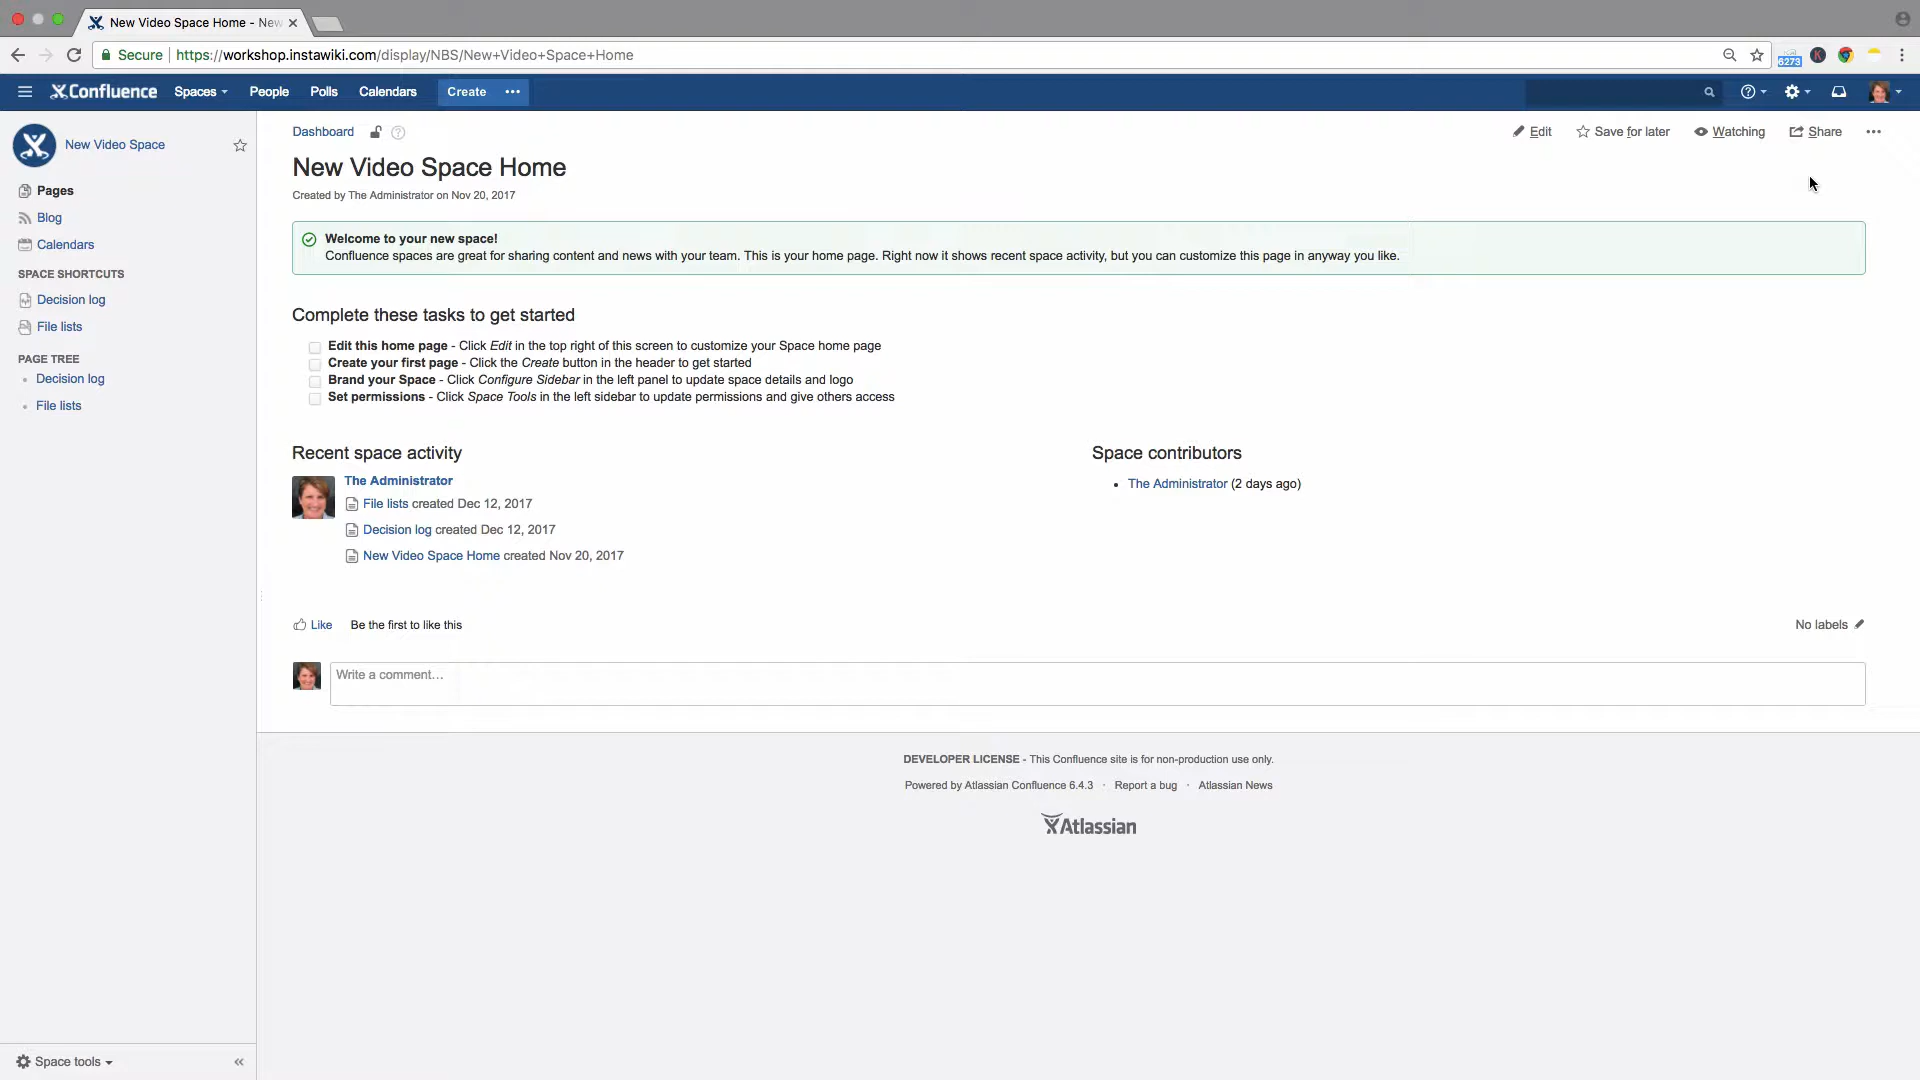 New Video Space Home - New
Secure https://workshop.instawiki.com/display/NBS/New+Video+Space+Home
6273
K
Confluence Spaces People Polls Calendars Create
New Video Space
Pages
Blog
Calendars
SPACE SHORTCUTS
Decision log
File lists
PAGE TREE
Decision log
File lists
Space tools
Dashboard
Edit Save for later Watching Share
New Video Space Home
Created by The Administrator on Nov 20, 2017
Welcome to your new space!
Confluence spaces are great for sharing content and news with your team. This is your home page. Right now it shows recent space activity, but you can customize this page in anyway you like.
Complete these tasks to get started
Edit this home page - Click Edit in the top right of this screen to customize your Space home page
Create your first page - Click the Create button in the header to get started
Brand your Space - Click Configure Sidebar in the left panel to update space details and logo
Set permissions - Click Space Tools in the left sidebar to update permissions and give others access
Recent space activity
The Administrator
File lists created Dec 12, 2017
Decision log created Dec 12, 2017
New Video Space Home created Nov 20, 2017
Space contributors
The Administrator (2 days ago)
Like Be the first to like this
No labels
Write a comment…
DEVELOPER LICENSE - This Confluence site is for non-production use only.
Powered by Atlassian Confluence 6.4.3 · Report a bug · Atlassian News
Atlassian